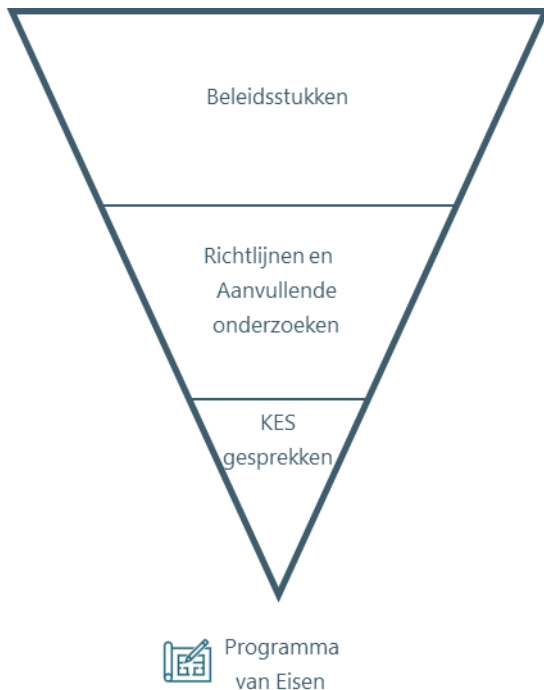 Beleidsstukken
Richtlijnen en
Aanvullende
onderzoeken
KES
gesprekken
Programma
van Eisen